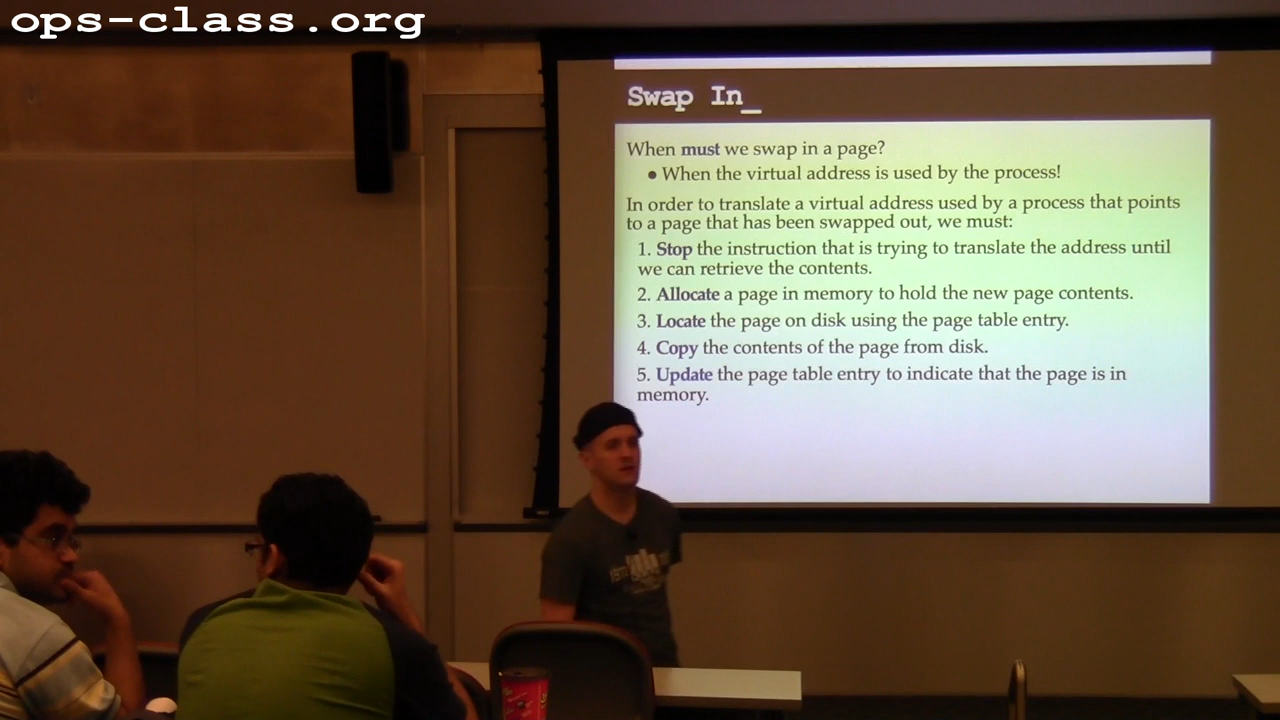 ops-class.org
Swap In_
When must we swap in a page?
● When the virtual address is used by the process!
In order to translate a virtual address used by a process that points
to a page that has been swapped out, we must:
1. Stop the instruction that is trying to translate the address until
we can retrieve the contents.
2. Allocate a page in memory to hold the new page contents.
3. Locate the page on disk using the page table entry.
4. Copy the contents of the page from disk.
5. Update the page table entry to indicate that the page is in
memory.